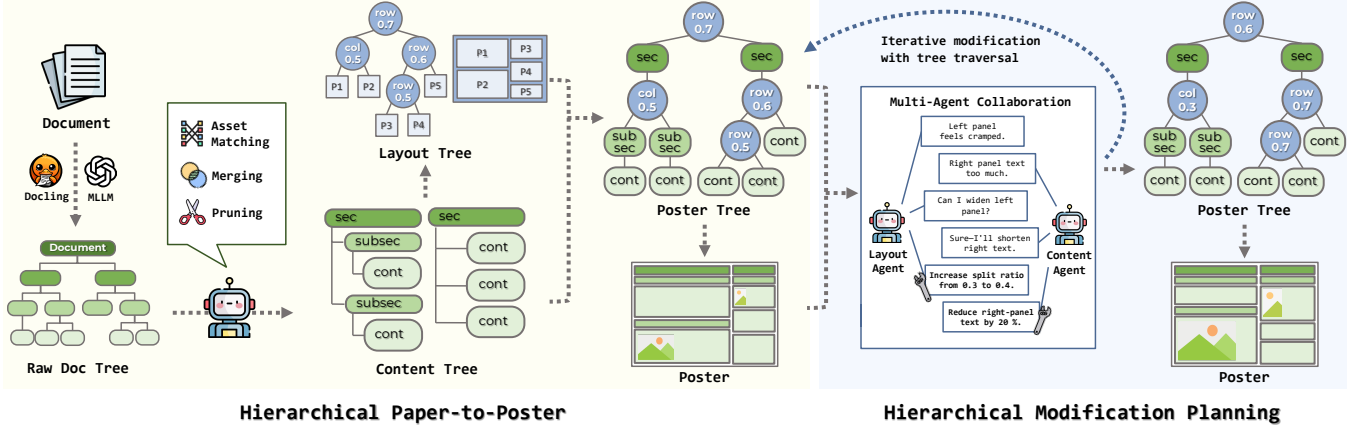 Document
Docling
MLLM
Document
Raw Doc Tree
Asset
Matching
Merging
Pruning
row
0.7
col
0.5
row
0.6
P1
P2
row
0.5
P5
P3
P4
P1
P2
P3
P4
P5
Layout Tree
sec
subsec
cont
subsec
cont
sec
cont
cont
cont
Content Tree
row
0.7
sec
sec
col
0.5
row
0.6
sub
sec
sub
sec
row
0.5
cont
cont
cont
cont
cont
Poster Tree
Poster
Hierarchical Paper-to-Poster
Iterative modification
with tree traversal
Multi-Agent Collaboration
Left panel
feels cramped.
Right panel text
too much.
Can I widen left
panel?
Sure—I'll shorten
right text.
Increase split ratio
from 0.3 to 0.4.
Reduce right-panel
text by 20 %.
Layout
Agent
Content
Agent
row
0.6
sec
sec
col
0.3
row
0.7
sub
sec
sub
sec
row
0.7
cont
cont
cont
cont
cont
Poster Tree
Poster
Hierarchical Modification Planning